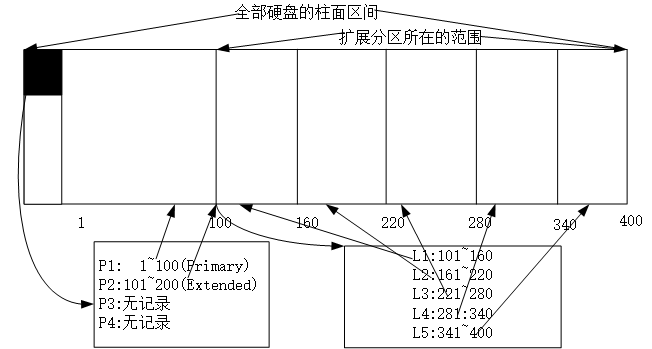 全部硬盘的柱面区间
扩展分区所在的范围
1 100 160 220 280 340 400
P1: 1~100(Primary)
P2:101~200(Extended)
P3:无记录
P4:无记录
L1:101~160
L2:161~220
L3:221~280
L4:281:340
L5:341~400